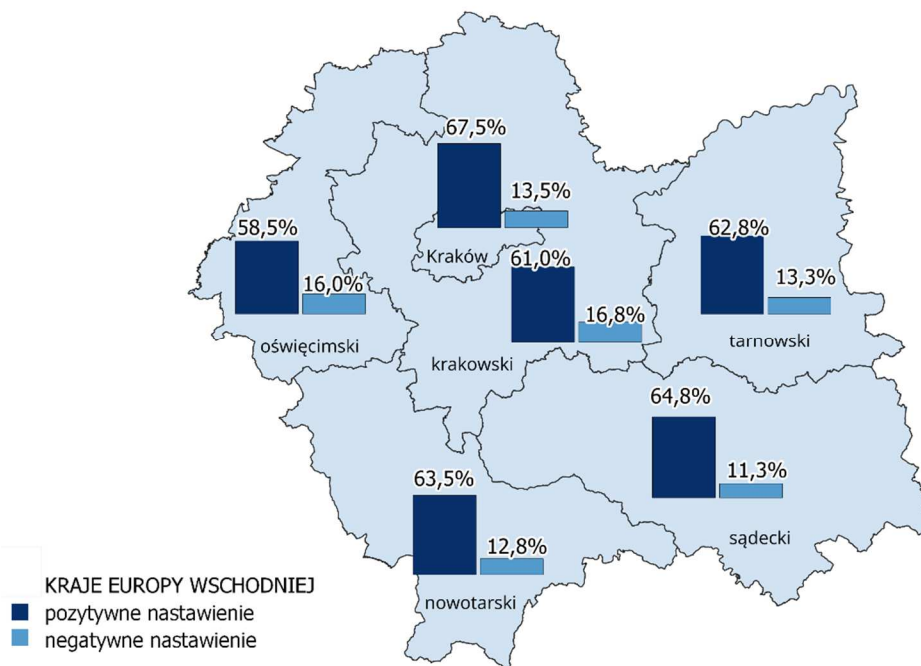 67,5%
13,5%
Kraków
58,5%
16,0%
oświęcimski
61,0%
16,8%
krakowski
62,8%
13,3%
tarnowski
64,8%
11,3%
sądecki
63,5%
12,8%
nowotarski
KRAJE EUROPY WSCHODNIEJ
pozytywne nastawienie
negatywne nastawienie